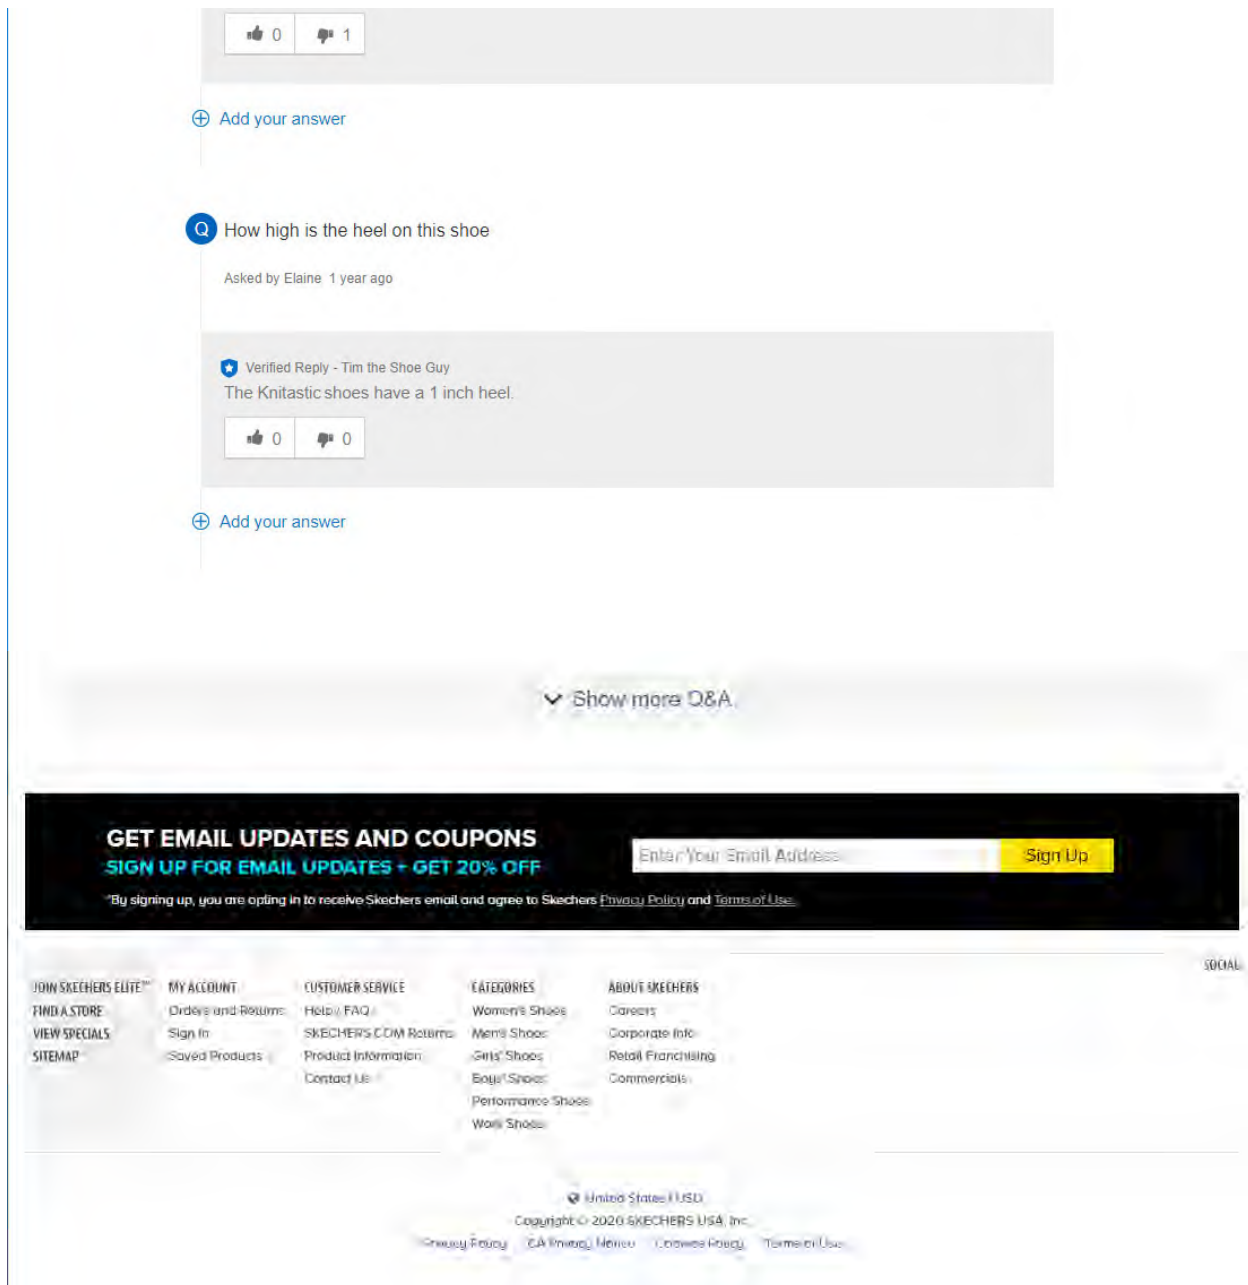 0 1
Add your answer
Q How high is the heel on this shoe
Asked by Elaine 1 year ago
Verified Reply - Tim the Shoe Guy
The Knitastic shoes have a 1 inch heel.
0 0
Add your answer
Show more Q&A
GET EMAIL UPDATES AND COUPONS
SIGN UP FOR EMAIL UPDATES + GET 20% OFF
*By signing up, you are opting in to receive Skechers email and agree to Skechers Privacy Policy and Terms of Use.
Enter Your Email Address
Sign Up
SOCIAL
JOIN SKECHERS ELITE™
FIND A STORE
VIEW SPECIALS
SITEMAP
MY ACCOUNT
Orders and Returns
Sign In
Saved Products
CUSTOMER SERVICE
Help / FAQ
SKECHERS.COM Returns
Product Information
Contact Us
CATEGORIES
Women's Shoes
Men's Shoes
Girls' Shoes
Boys' Shoes
Performance Shoes
Work Shoes
ABOUT SKECHERS
Careers
Corporate Info
Retail Franchising
Commercials
United States | USD
Copyright © 2020 SKECHERS USA, Inc.
Privacy Policy CA Privacy Notice Cookies Policy Terms of Use